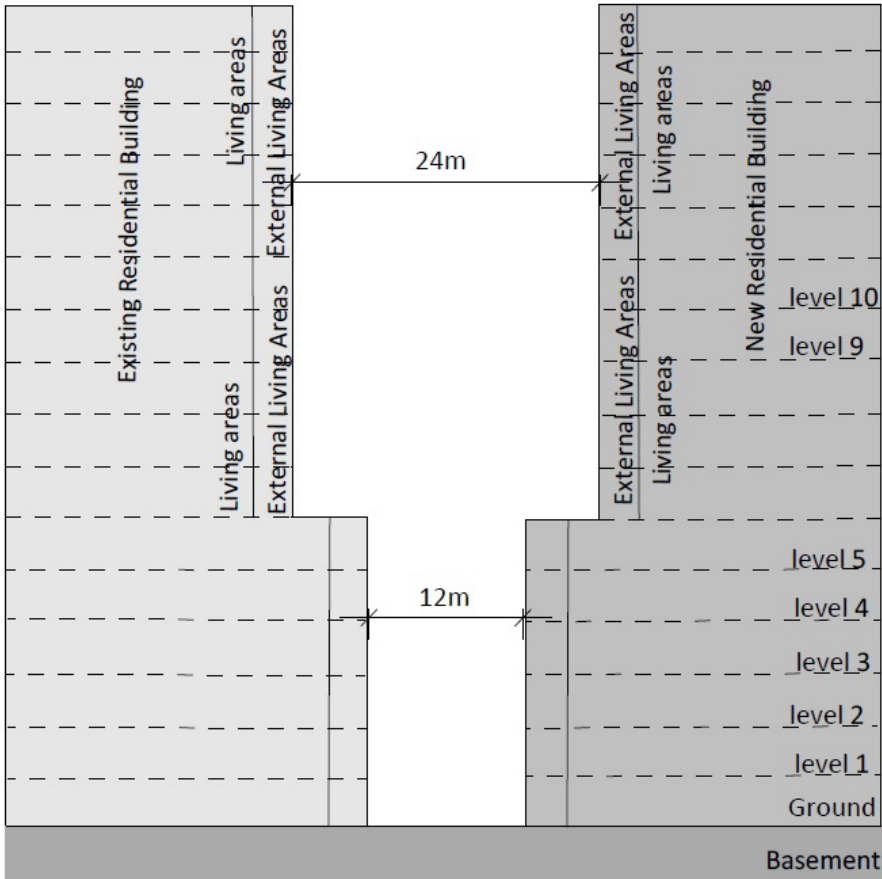 Living areas
External Living Areas
Existing Residential Building
External Living Areas
Living areas
New Residential Building
24m
level 10
level 9
Living areas
External Living Areas
External Living Areas
Living areas
level 5
12m
level 4
level 3
level 2
level 1
Ground
Basement